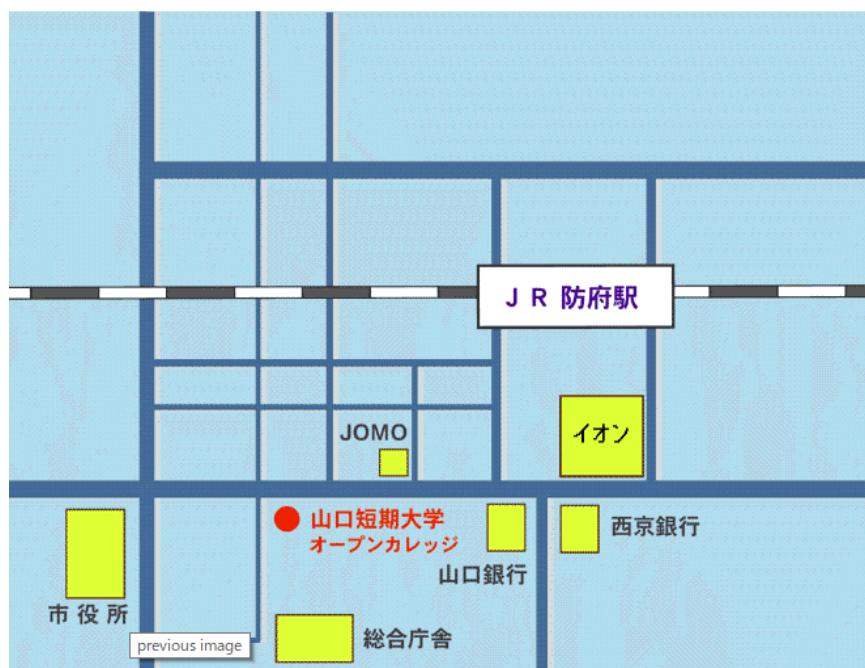 JR 防府駅
イオン
JOMO
山口短期大学
オープンカレッジ
西京銀行
山口銀行
市役所
総合庁舎
previous image